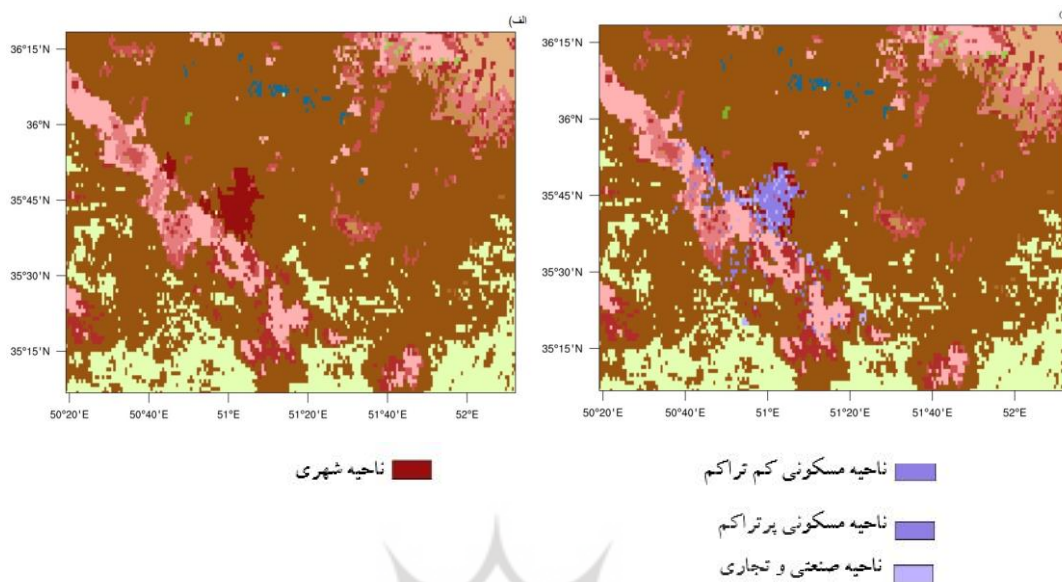 الف)
36°15'N
36°N
35°45'N
35°30'N
35°15'N
50°20'E 50°40'E 51°E 51°20'E 51°40'E 52°E
ناحیه شهری
36°15'N
36°N
35°45'N
35°30'N
35°15'N
50°20'E 50°40'E 51°E 51°20'E 51°40'E 52°E
ناحیه مسکونی کم تراکم
ناحیه مسکونی پرتراکم
ناحیه صنعتی و تجاری